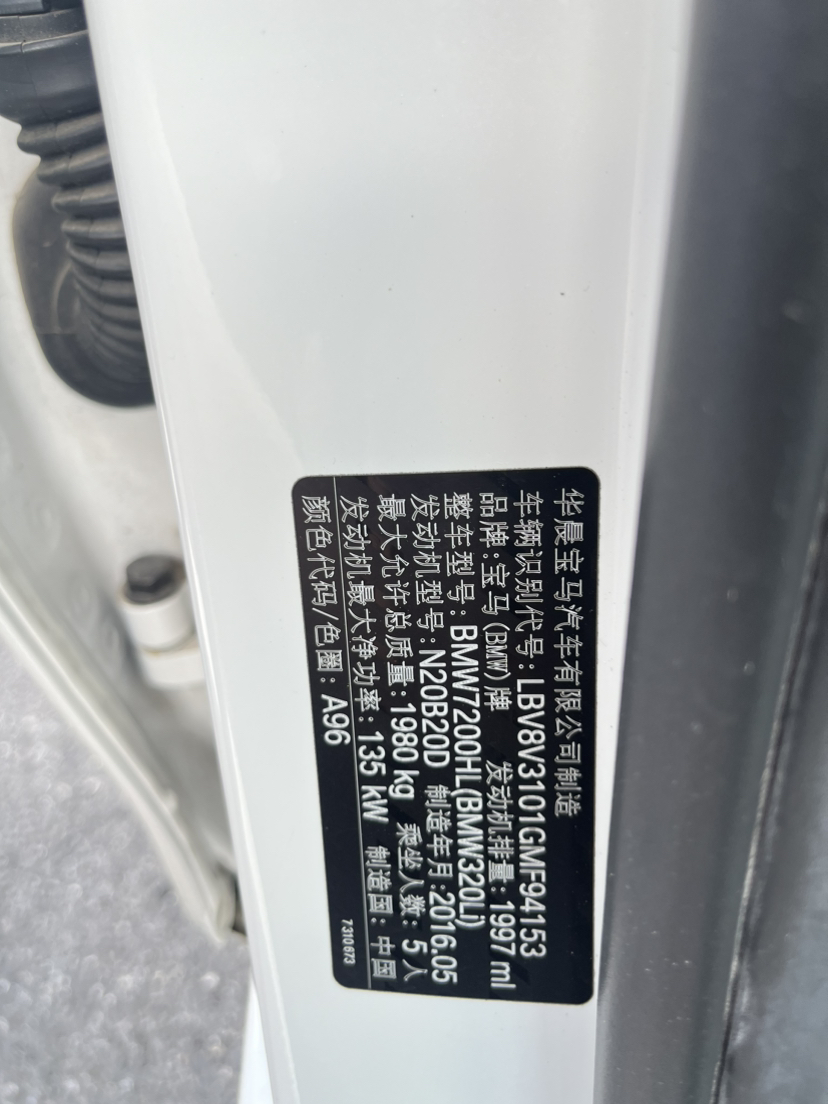 华晨宝马汽车有限公司制造
车辆识别代号: LBV8V3101GMF94153
品牌:宝马(BMW)牌 发动机排量: 1997 ml
整车型号: BMW7200HL(BMW320Li)
发动机型号: N20B20D 制造年月: 2016.05
最大允许总质量: 1980 kg 乘坐人数: 5 人
发动机最大净功率: 135 kW 制造国: 中国
颜色代码/色圈: A96 7310673